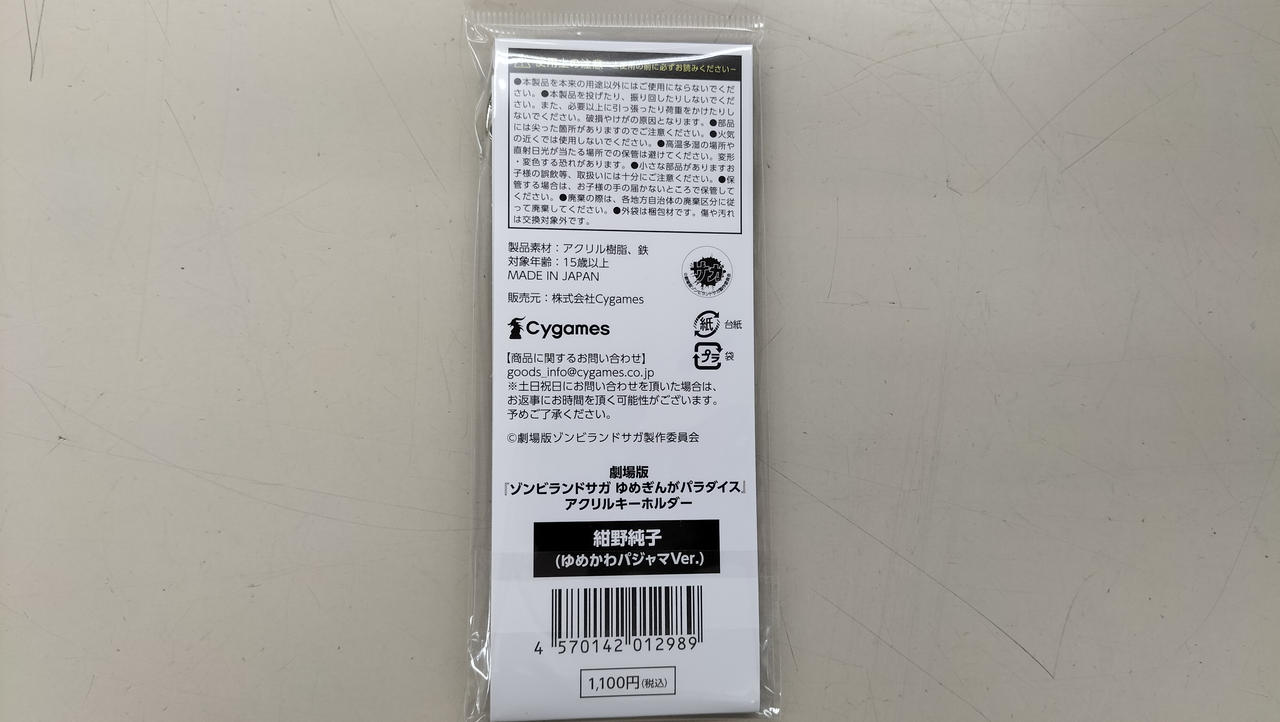 使用上の注意 −ご使用の前に必ずお読みください−
●本製品を本来の用途以外にはご使用にならないでくだ
さい。●本製品を投げたり、振り回したりしないでくだ
さい。また、必要以上に引っ張ったり荷重をかけたりし
ないでください。破損やけがの原因となります。●部品
には尖った箇所がありますのでご注意ください。●火気
の近くでは使用しないでください。●高温多湿の場所や
直射日光が当たる場所での保管は避けてください。変形
・変色する恐れがあります。●小さな部品がありますお
子様の誤飲等、取扱いには十分にご注意ください。●保
管する場合は、お子様の手の届かないところで保管して
ください。●廃棄の際は、各地方自治体の廃棄区分に従
って廃棄してください。●外袋は梱包材です。傷や汚れ
は交換対象外です。
製品素材：アクリル樹脂、鉄
対象年齢：15歳以上
MADE IN JAPAN
サガ
販売元：株式会社Cygames
Cygames
紙 台紙
プラ 袋
【商品に関するお問い合わせ】
goods_info@cygames.co.jp
※土日祝日にお問い合わせを頂いた場合は、
お返事にお時間を頂く可能性がございます。
予めご了承ください。
©劇場版ゾンビランドサガ製作委員会
劇場版
『ゾンビランドサガ ゆめぎんがパラダイス』
アクリルキーホルダー
紺野純子
(ゆめかわパジャマVer.)
4 570142 012989
1,100円(税込)